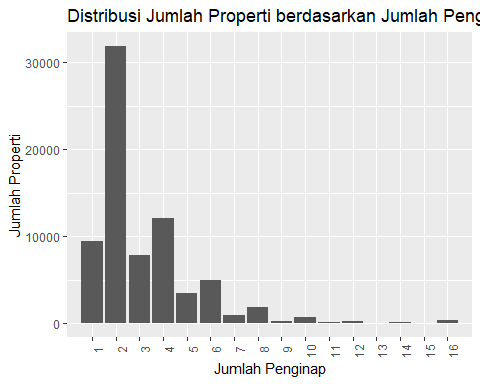 Distribusi Jumlah Properti berdasarkan Jumlah Peng
30000
20000
10000
0
Jumlah Properti
1 2 3 4 5 6 7 8 9 10 11 12 13 14 15 16
Jumlah Penginap